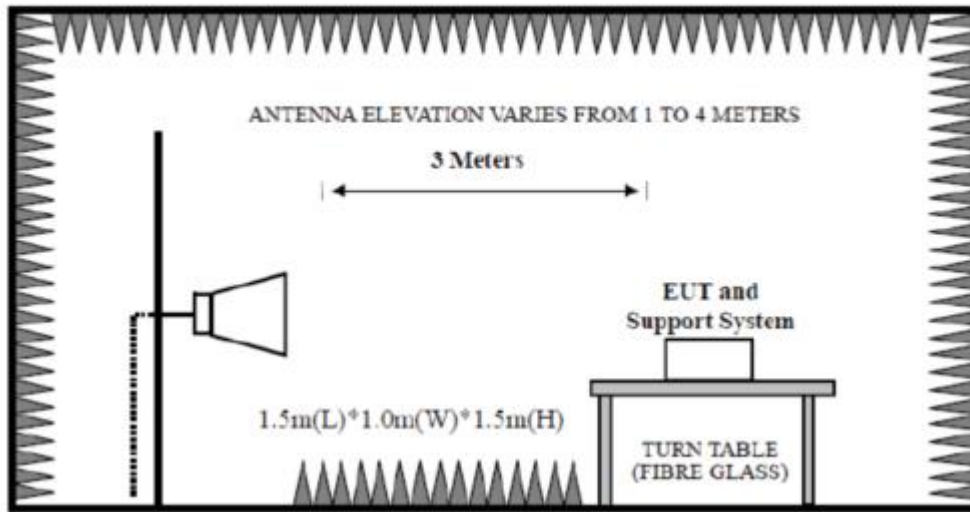 ANTENNA ELEVATION VARIES FROM 1 TO 4 METERS
3 Meters
EUT and
Support System
1.5m(L)*1.0m(W)*1.5m(H)
TURN TABLE
(FIBRE GLASS)